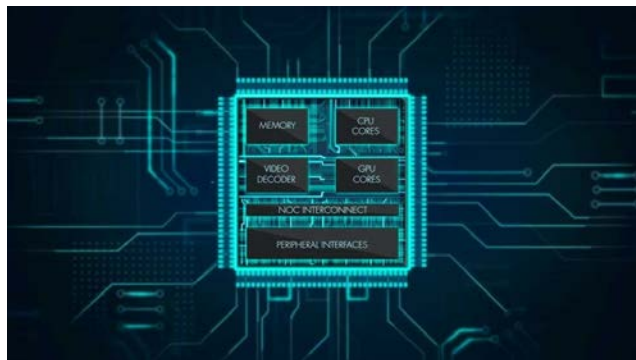 MEMORY
CPU
CORES
VIDEO
DECODER
GPU
CORES
NOC INTERCONNECT
PERIPHERAL INTERFACES